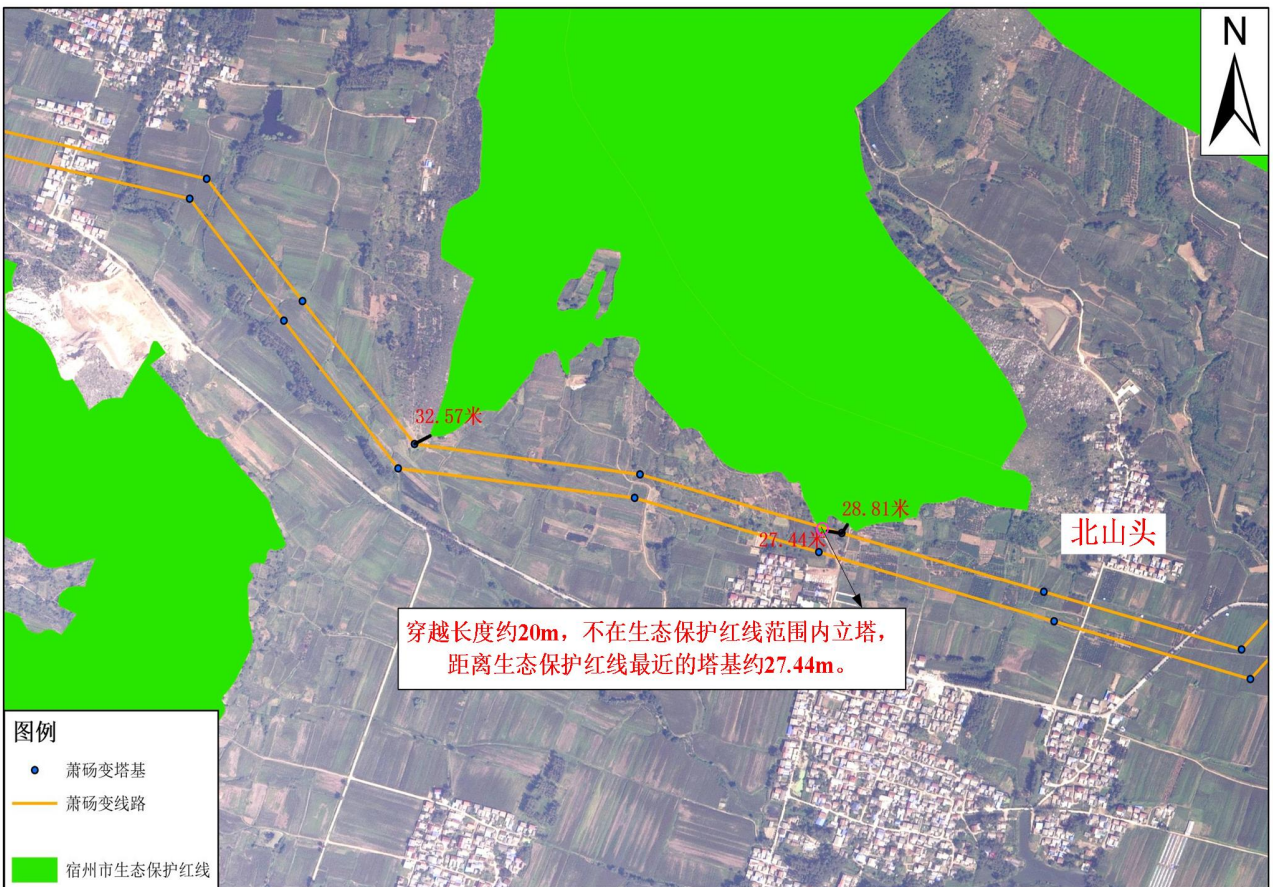 N
32.57米
28.81米
27.44米
北山头
穿越长度约20m，不在生态保护红线范围内立塔，
距离生态保护红线最近的塔基约27.44m。
图例
萧砀变塔基
萧砀变线路
宿州市生态保护红线